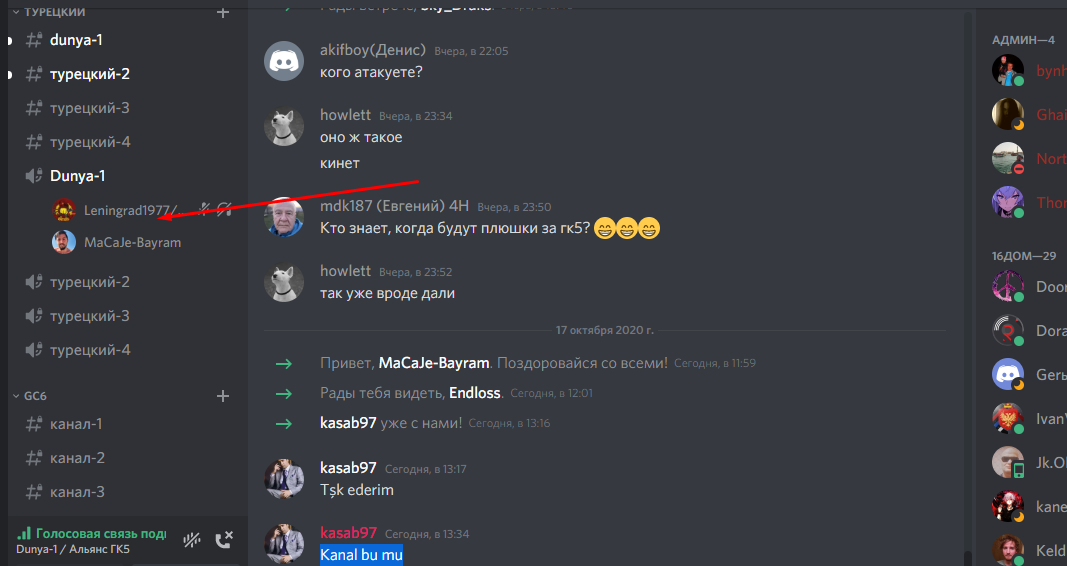 ТУРЕЦКИЙ
dunya-1
турецкий-2
турецкий-3
турецкий-4
Dunya-1
Leningrad1977/...
MaCaJe-Bayram
турецкий-2
турецкий-3
турецкий-4
GC6
канал-1
канал-2
канал-3
Голосовая связь под
Dunya-1 / Альянс ГК5
akifboy(Денис) Вчера, в 22:05
кого атакуете?
howlett Вчера, в 23:34
оно ж такое
кинет
mdk187 (Евгений) 4Н Вчера, в 23:50
Кто знает, когда будут плюшки за гк5? 😁😁😁
howlett Вчера, в 23:52
так уже вроде дали
17 октября 2020 г.
Привет, MaCaJe-Bayram. Поздоровайся со всеми! Сегодня, в 11:59
Рады тебя видеть, Endloss. Сегодня, в 12:01
kasab97 уже с нами! Сегодня, в 13:16
kasab97 Сегодня, в 13:17
Tşk ederim
kasab97 Сегодня, в 13:34
Kanal bu mu
АДМИН—4
bynh
Ghai
Nort
Thor
16ДОМ—29
Door
Dora
Gerь
IvanV
Jk.Ol
kane
Keld